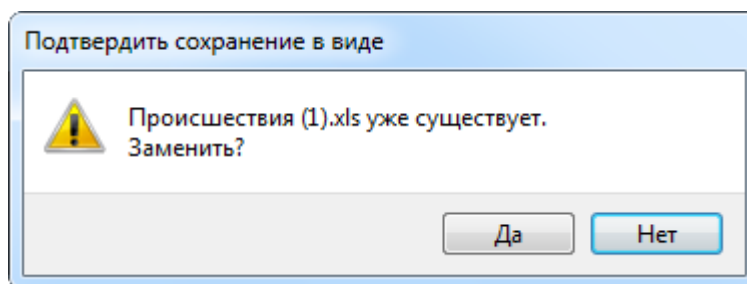 Подтвердить сохранение в виде
Происшествия (1).xls уже существует.
Заменить?
Да
Нет